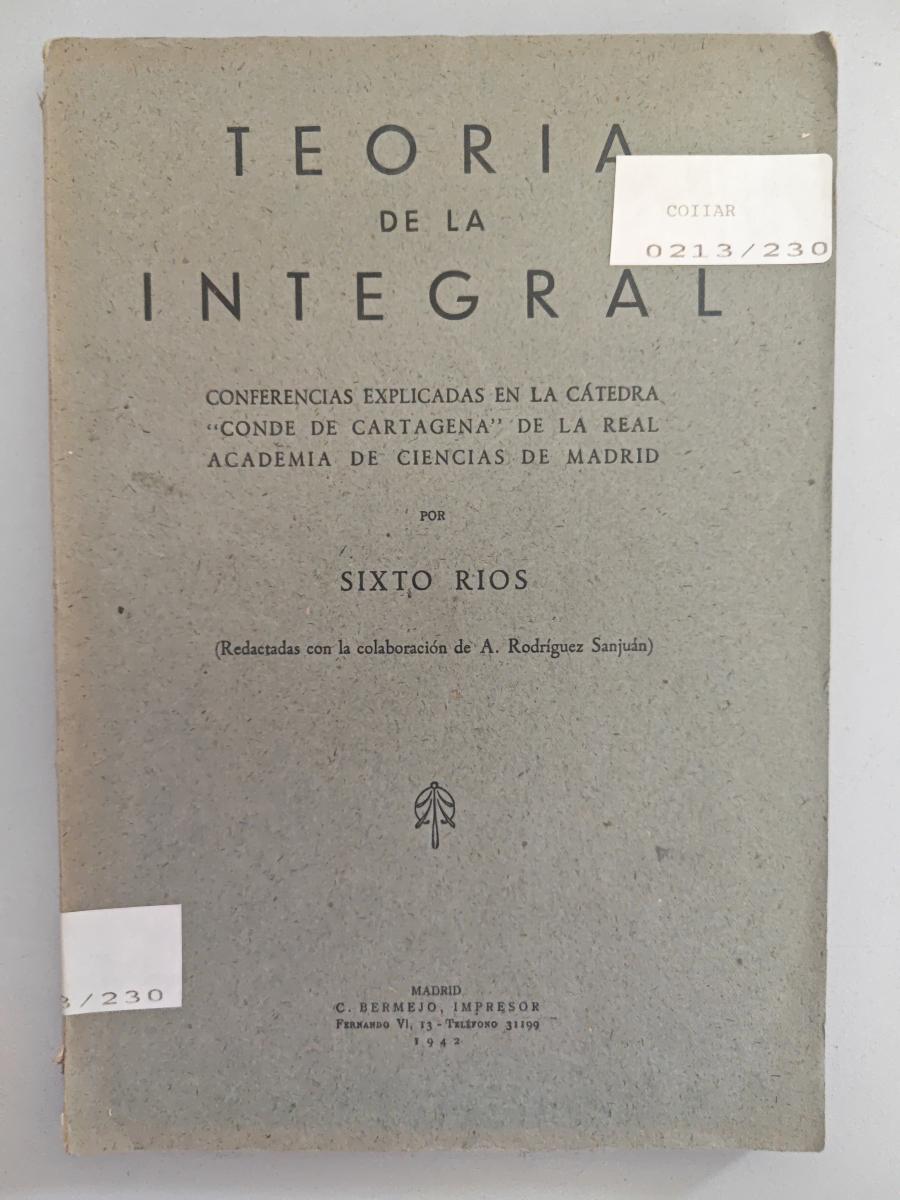 TEORIA
COIIAR
0213/230
DE LA
INTEGRAL
CONFERENCIAS EXPLICADAS EN LA CÁTEDRA
“CONDE DE CARTAGENA” DE LA REAL
ACADEMIA DE CIENCIAS DE MADRID
POR
SIXTO RIOS
(Redactadas con la colaboración de A. Rodríguez Sanjuán)
3/230
MADRID
C. BERMEJO, IMPRESOR
FERNANDO VI, 13 - TELÉFONO 31199
1942